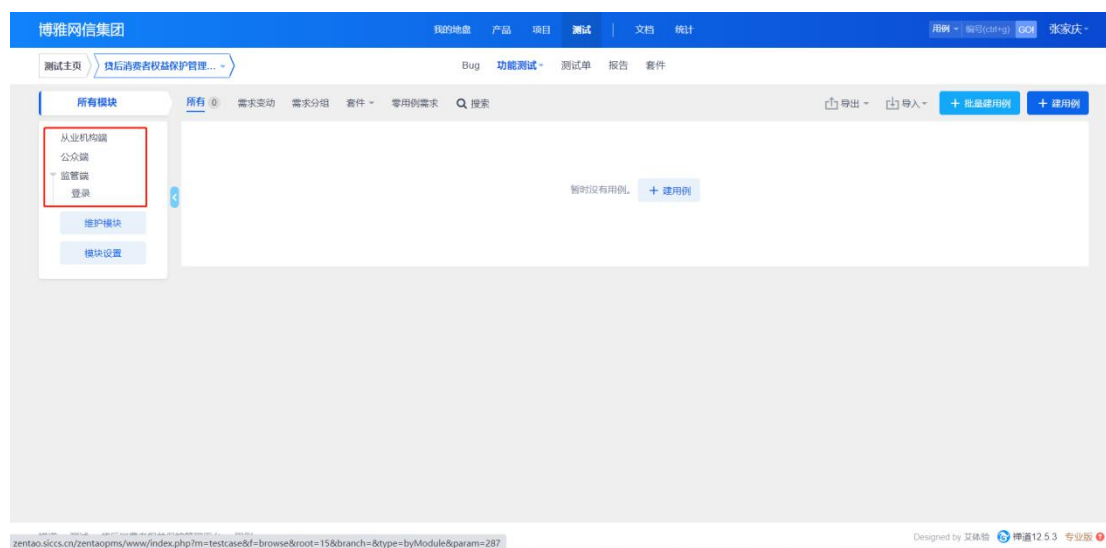 博雅网信集团 我的地盘 产品 项目 测试 文档 统计 用例 编号(ctrl+g) GO! 张家庆
测试主页 贷后消费者权益保护管理... Bug 功能测试 测试单 报告 套件
所有模块 所有 0 需求变动 需求分组 套件 零用例需求 搜索 导出 导入 + 批量建用例 + 建用例
从业机构端
公众端
监管端
登录
暂时没有用例。 + 建用例
维护模块
模块设置
Designed by 艾体验 禅道12.5.3 专业版
zentao.siccs.cn/zentaopms/www/index.php?m=testcase&f=browse&root=15&branch=&type=byModule&param=287